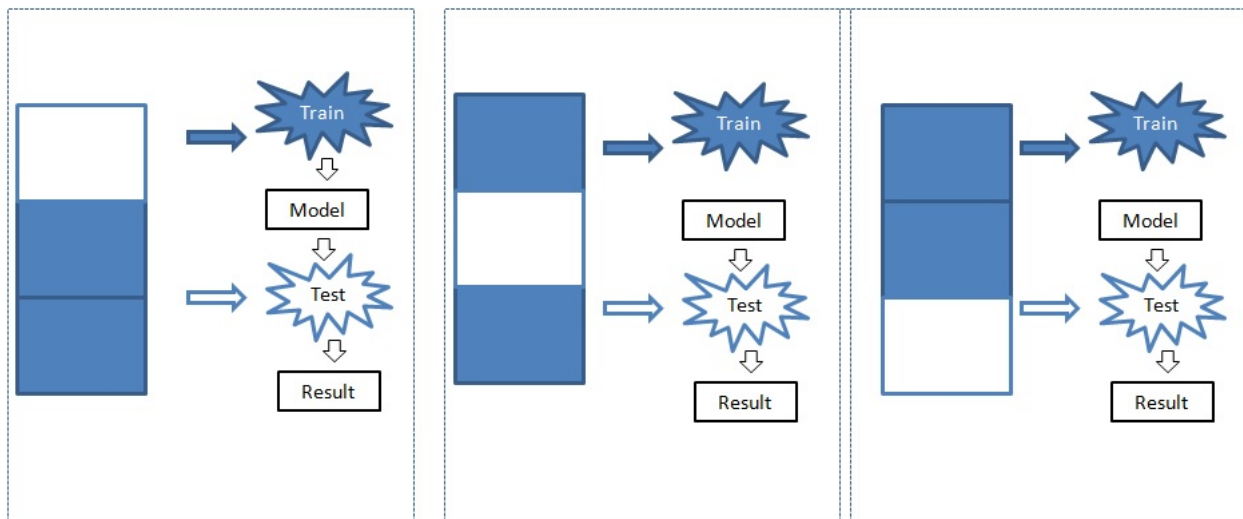 Train
Model
Test
Result
Train
Model
Test
Result
Train
Model
Test
Result